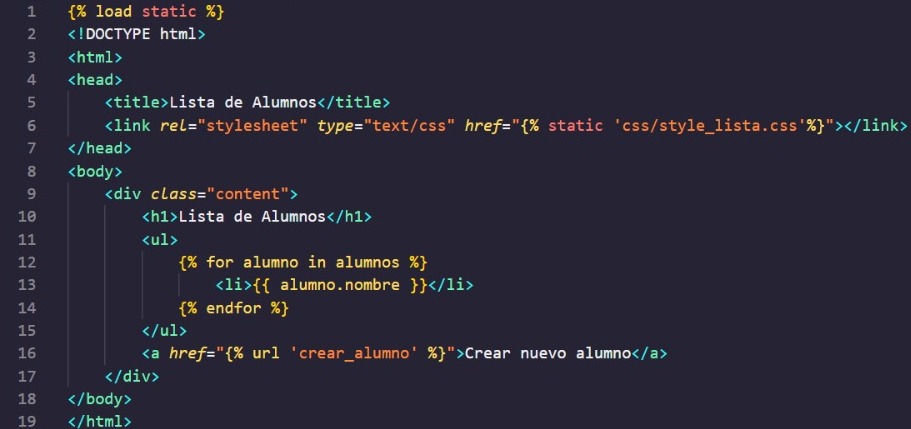 1 {% load static %}
2 <!DOCTYPE html>
3 <html>
4 <head>
5     <title>Lista de Alumnos</title>
6     <link rel="stylesheet" type="text/css" href="{% static 'css/style_lista.css'%}"></link>
7 </head>
8 <body>
9     <div class="content">
10         <h1>Lista de Alumnos</h1>
11         <ul>
12             {% for alumno in alumnos %}
13                 <li>{{ alumno.nombre }}</li>
14             {% endfor %}
15         </ul>
16         <a href="{% url 'crear_alumno' %}">Crear nuevo alumno</a>
17     </div>
18 </body>
19 </html>